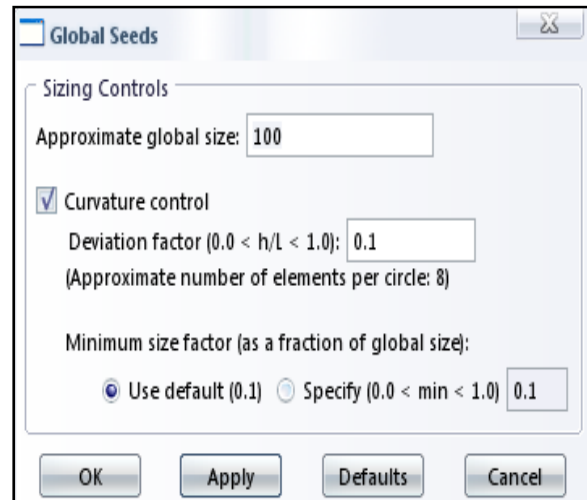 Global Seeds
Sizing Controls
Approximate global size: 100
Curvature control
Deviation factor (0.0 < h/L < 1.0): 0.1
(Approximate number of elements per circle: 8)
Minimum size factor (as a fraction of global size):
Use default (0.1) Specify (0.0 < min < 1.0) 0.1
OK Apply Defaults Cancel